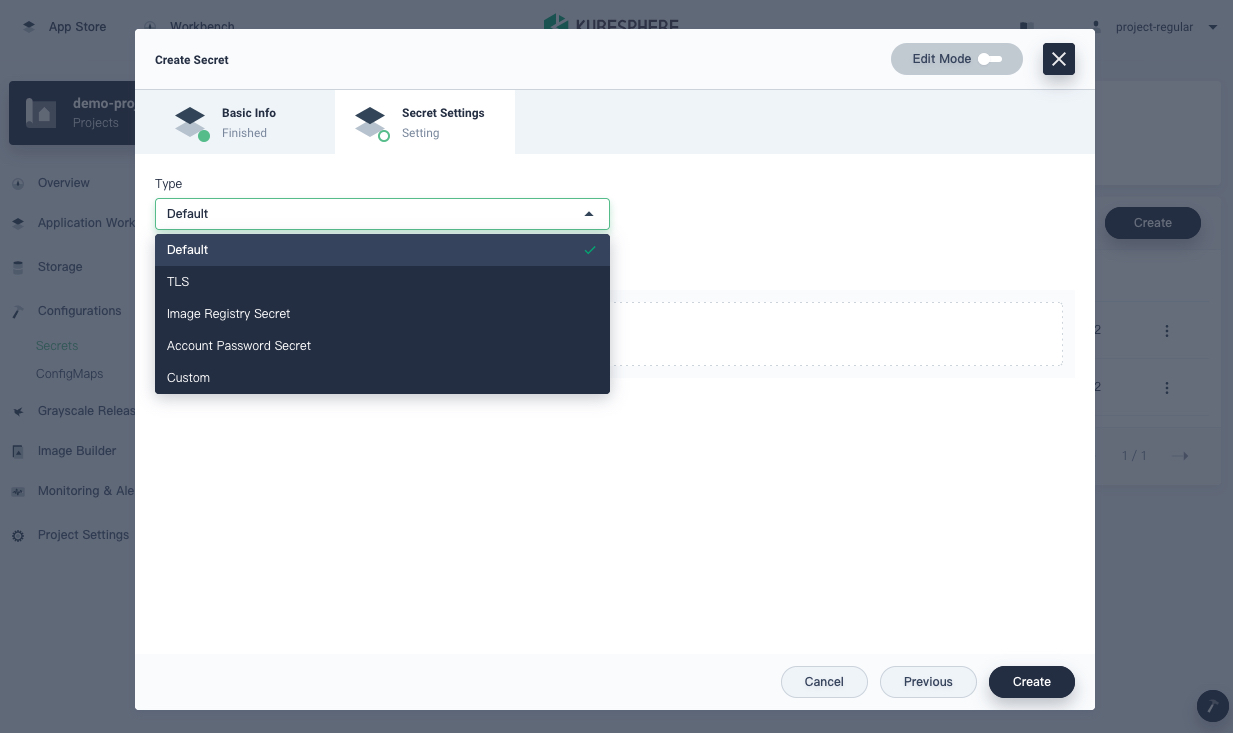 App Store
Workbench
KUBESPHERE
project-regular
Create Secret
Edit Mode
demo-pro
Projects
Basic Info
Finished
Secret Settings
Setting
Overview
Application Work
Storage
Configurations
Secrets
ConfigMaps
Grayscale Releas
Image Builder
Monitoring & Ale
Project Settings
Type
Default
Default
TLS
Image Registry Secret
Account Password Secret
Custom
Create
2
2
1 / 1
Cancel
Previous
Create